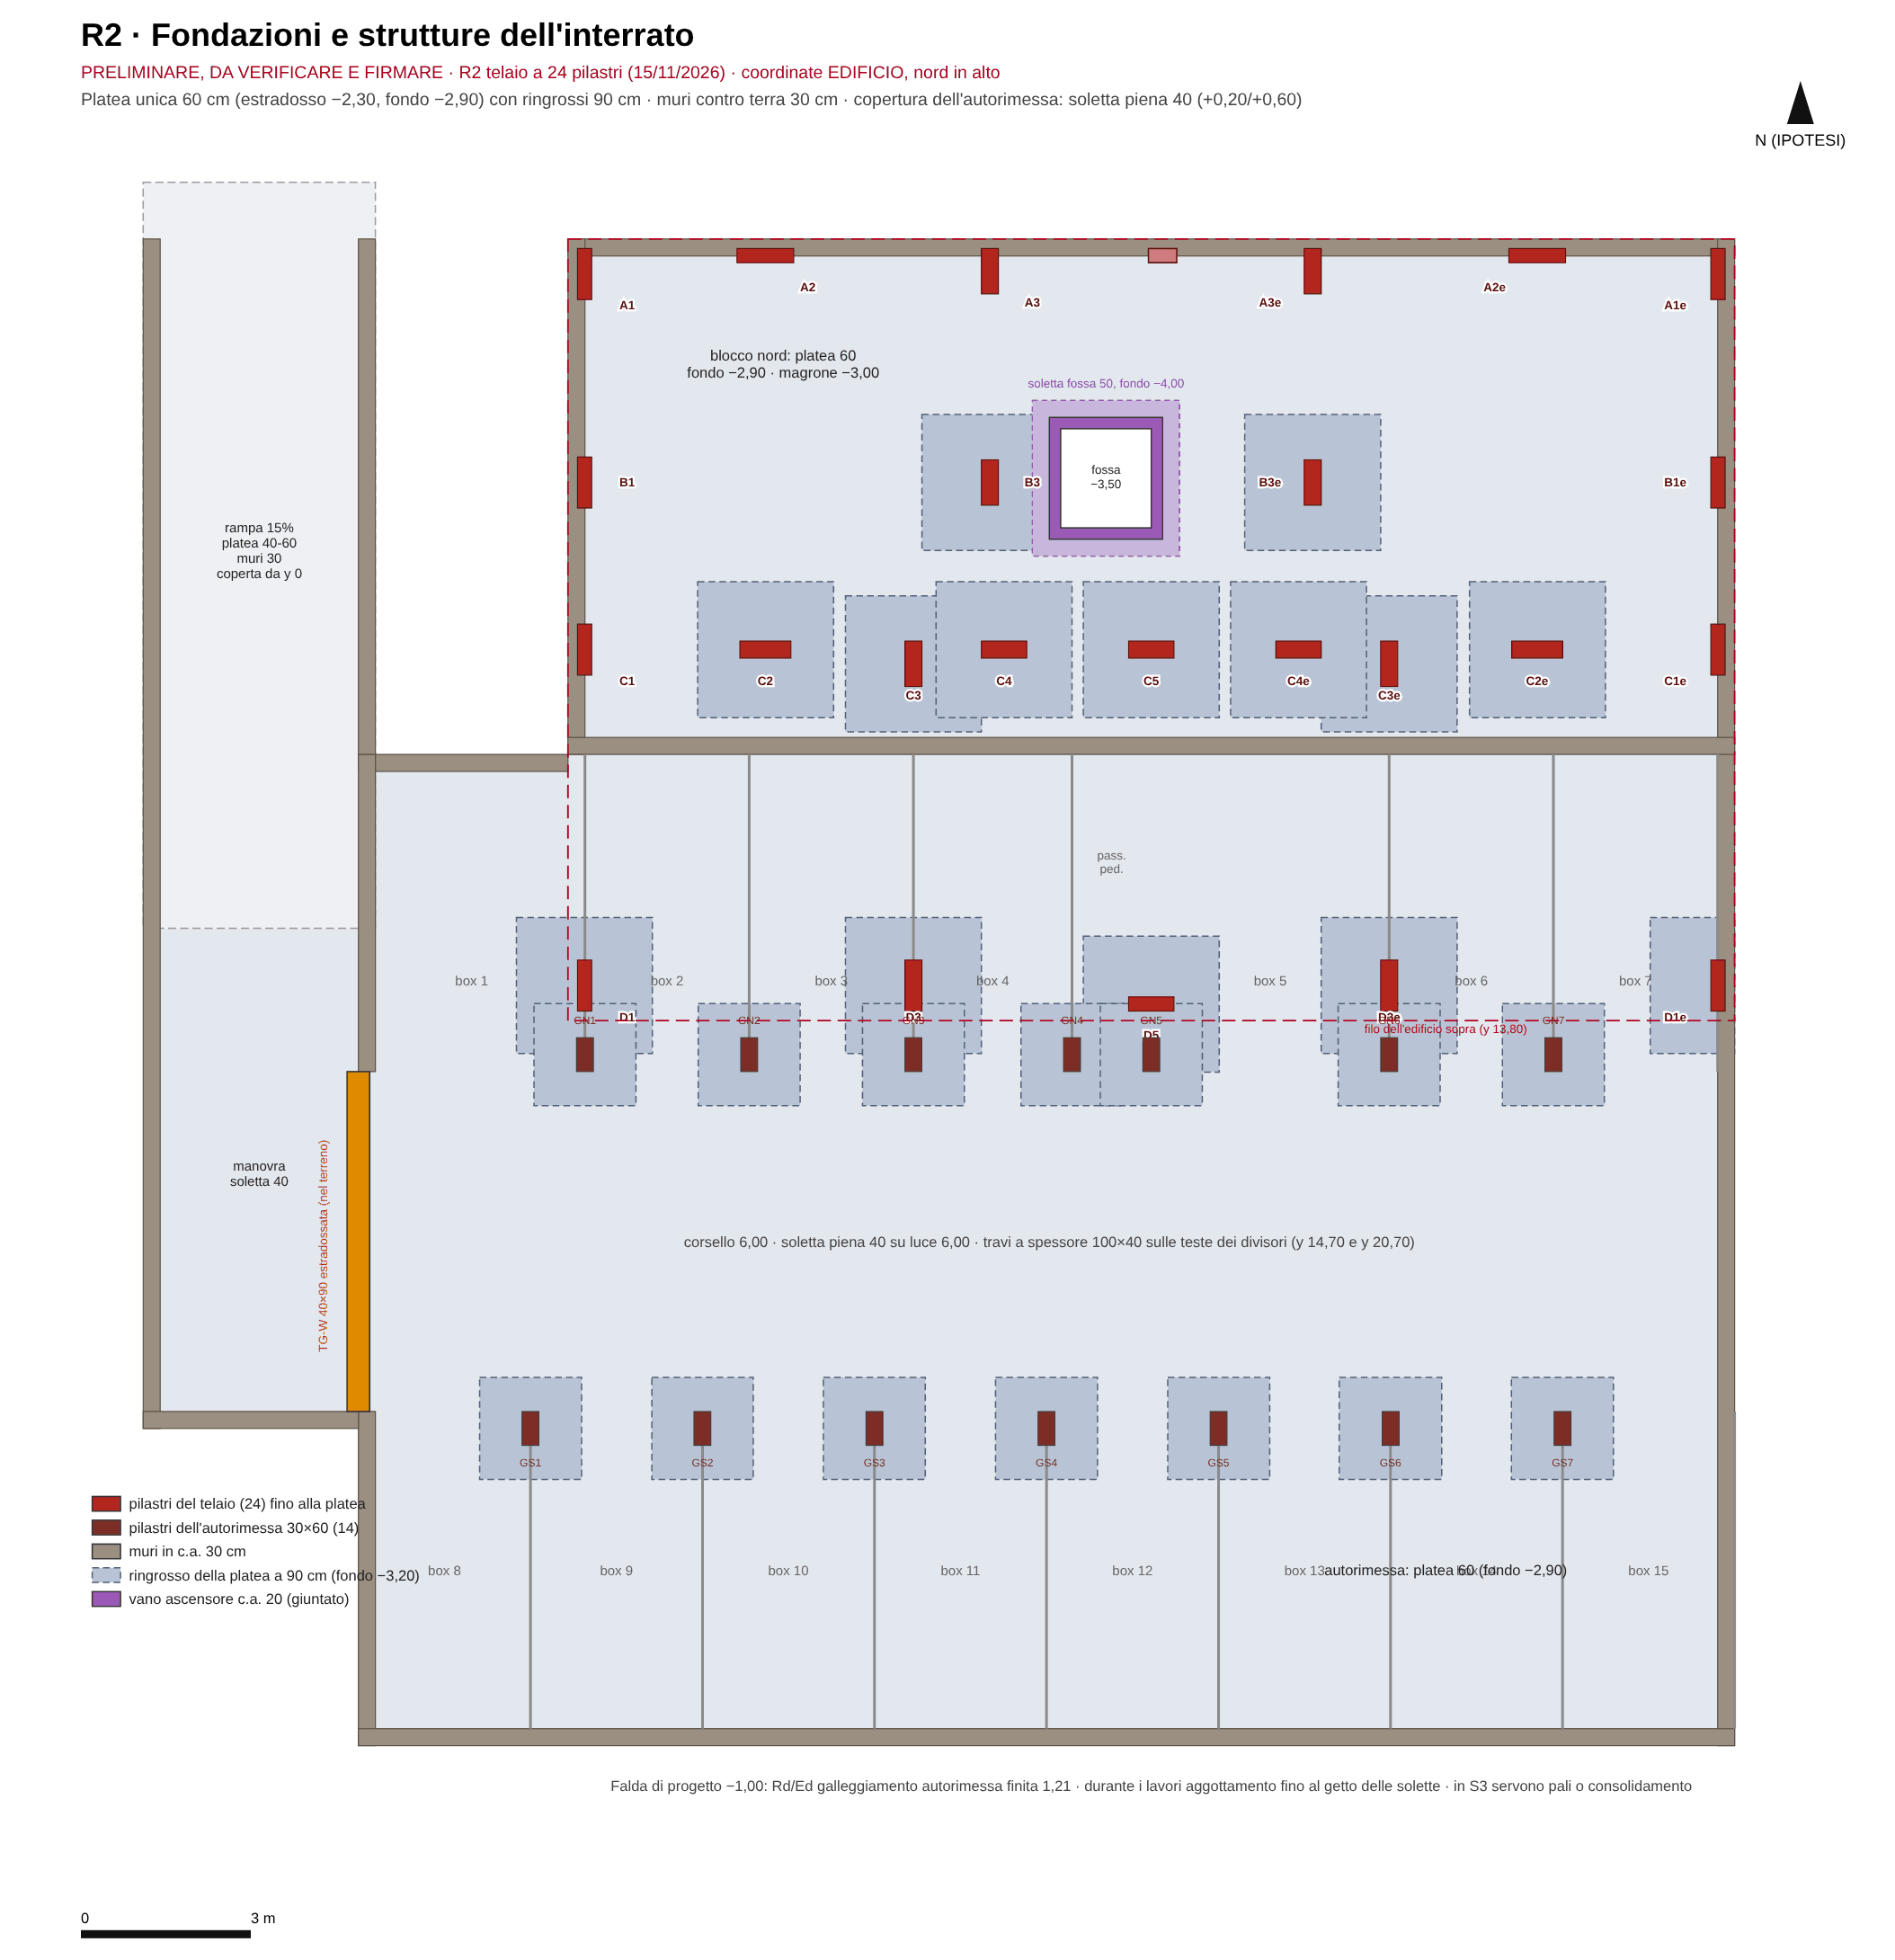 R2 · Fondazioni e strutture dell'interrato
PRELIMINARE, DA VERIFICARE E FIRMARE · R2 telaio a 24 pilastri (15/11/2026) · coordinate EDIFICIO, nord in alto
Platea unica 60 cm (estradosso −2,30, fondo −2,90) con ringrossi 90 cm · muri contro terra 30 cm · copertura dell'autorimessa: soletta piena 40 (+0,20/+0,60)
N (IPOTESI)
A1
A2
A3
A3e
A2e
A1e
blocco nord: platea 60
fondo −2,90 · magrone −3,00
soletta fossa 50, fondo −4,00
fossa
−3,50
B1
B3
B3e
B1e
rampa 15%
platea 40-60
muri 30
coperta da y 0
C1
C2
C3
C4
C5
C4e
C3e
C2e
C1e
pass.
ped.
box 1
box 2
box 3
box 4
box 5
box 6
box 7
D1
D3
D5
D3e
D1e
GN1
GN2
GN3
GN4
GN5
GN7
filo dell'edificio sopra (y 13,80)
manovra
soletta 40
TG-W 40×90 estradossata (nel terreno)
corsello 6,00 · soletta piena 40 su luce 6,00 · travi a spessore 100×40 sulle teste dei divisori (y 14,70 e y 20,70)
GS1
GS2
GS3
GS4
GS5
GS6
GS7
pilastri del telaio (24) fino alla platea
pilastri dell'autorimessa 30×60 (14)
muri in c.a. 30 cm
ringrosso della platea a 90 cm (fondo −3,20)
vano ascensore c.a. 20 (giuntato)
box 8
box 9
box 10
box 11
box 12
box 13
autorimessa: platea 60 (fondo −2,90)
box 15
Falda di progetto −1,00: Rd/Ed galleggiamento autorimessa finita 1,21 · durante i lavori aggottamento fino al getto delle solette · in S3 servono pali o consolidamento
0
3 m